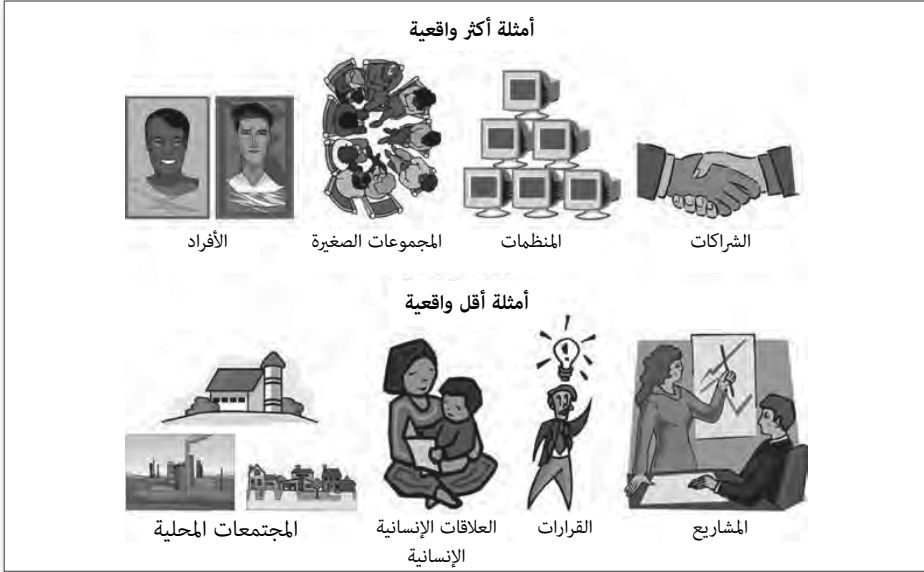 أمثلة أكثر واقعية
الشراكات المنظمات المجموعات الصغيرة الأفراد
أمثلة أقل واقعية
المشاريع القرارات العلاقات الإنسانية المجتمعات المحلية
الإنسانية